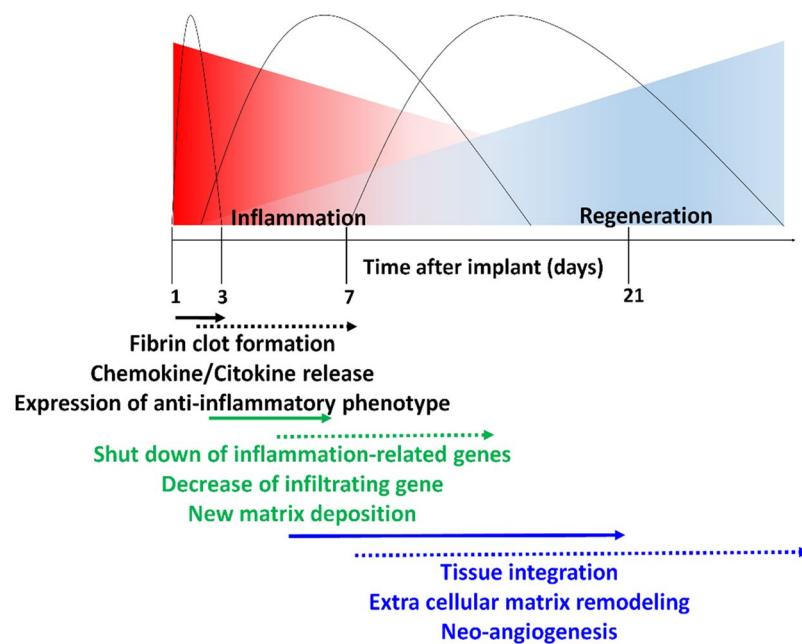 Inflammation
Regeneration
Time after implant (days)
1 3 7 21
Fibrin clot formation
Chemokine/Citokine release
Expression of anti-inflammatory phenotype
Shut down of inflammation-related genes
Decrease of infiltrating gene
New matrix deposition
Tissue integration
Extra cellular matrix remodeling
Neo-angiogenesis